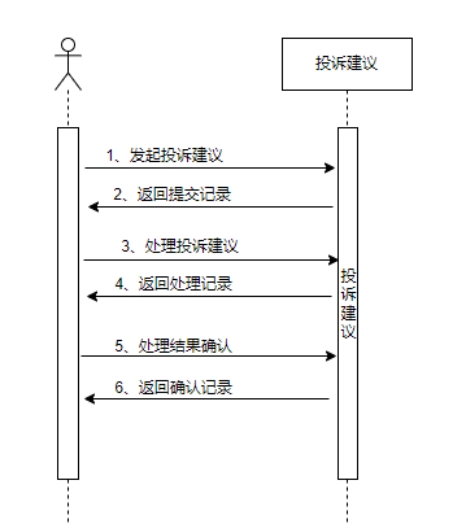 投诉建议
1、发起投诉建议
2、返回提交记录
3、处理投诉建议
4、返回处理记录
投诉建议
5、处理结果确认
6、返回确认记录